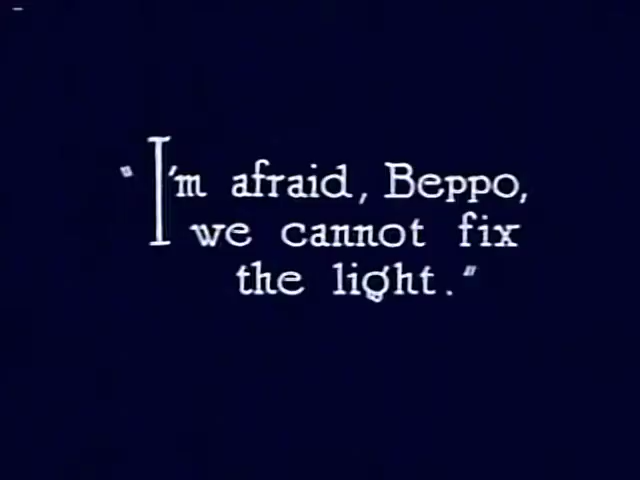 "I'm afraid, Beppo,
we cannot fix
the light."